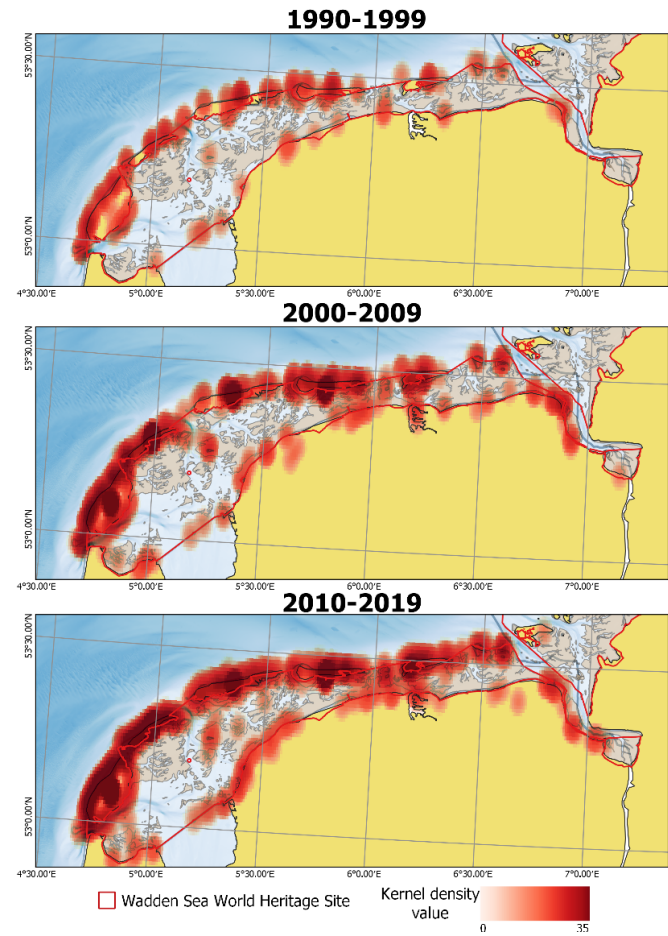 1990-1999
53°30.00'N
53°0.00'N
4°30.00'E
5°0.00'E
5°30.00'E
6°0.00'E
6°30.00'E
7°0.00'E
2000-2009
53°30.00'N
53°0.00'N
4°30.00'E
5°0.00'E
5°30.00'E
6°0.00'E
6°30.00'E
7°0.00'E
2010-2019
53°30.00'N
53°0.00'N
4°30.00'E
5°0.00'E
5°30.00'E
6°0.00'E
6°30.00'E
7°0.00'E
Wadden Sea World Heritage Site
Kernel density
value
0 35